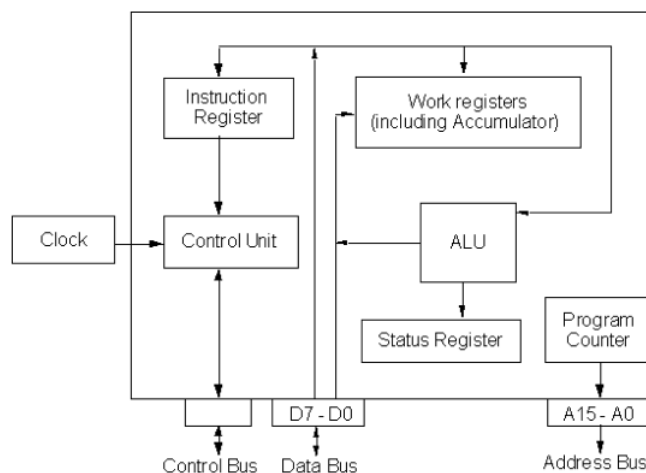 Instruction
Register
Work registers
(including Accumulator)
Clock
Control Unit
ALU
Status Register
Program
Counter
D7 - D0
A15 - A0
Control Bus
Data Bus
Address Bus